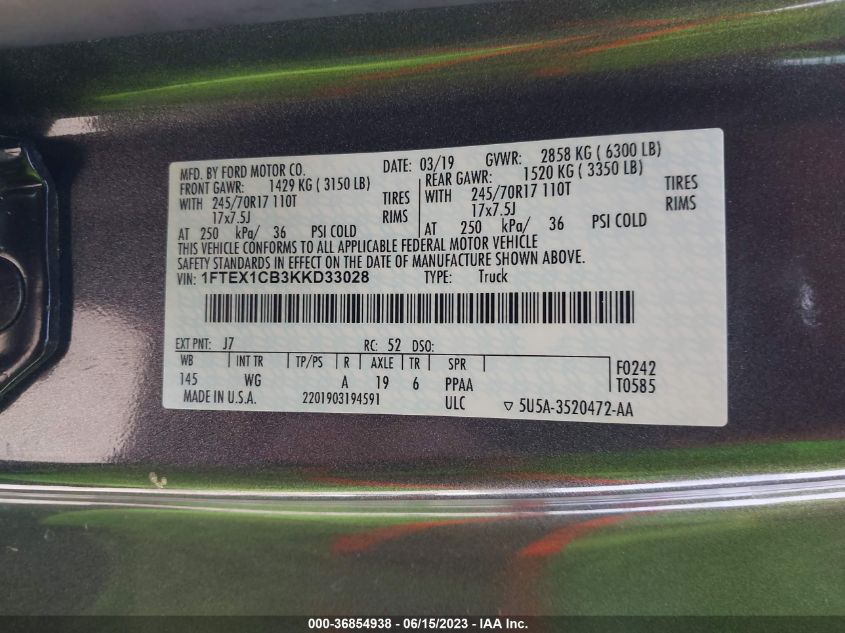 MFD. BY FORD MOTOR CO. DATE: 03/19 GVWR: 2858 KG ( 6300 LB)
FRONT GAWR: 1429 KG ( 3150 LB) REAR GAWR: 1520 KG ( 3350 LB)
WITH 245/70R17 110T TIRES WITH 245/70R17 110T TIRES
17x7.5J RIMS 17x7.5J RIMS
AT 250 kPa/ 36 PSI COLD AT 250 kPa/ 36 PSI COLD
THIS VEHICLE CONFORMS TO ALL APPLICABLE FEDERAL MOTOR VEHICLE
SAFETY STANDARDS IN EFFECT ON THE DATE OF MANUFACTURE SHOWN ABOVE.
VIN: 1FTEX1CB3KKD33028 TYPE: Truck
EXT PNT: J7 RC: 52 DSO:
WB INT TR TP/PS R AXLE TR SPR F0242
145 WG A 19 6 PPAA T0585
MADE IN U.S.A. 2201903194591 ULC ▽ 5U5A-3520472-AA
000-36854938 - 06/15/2023 - IAA Inc.